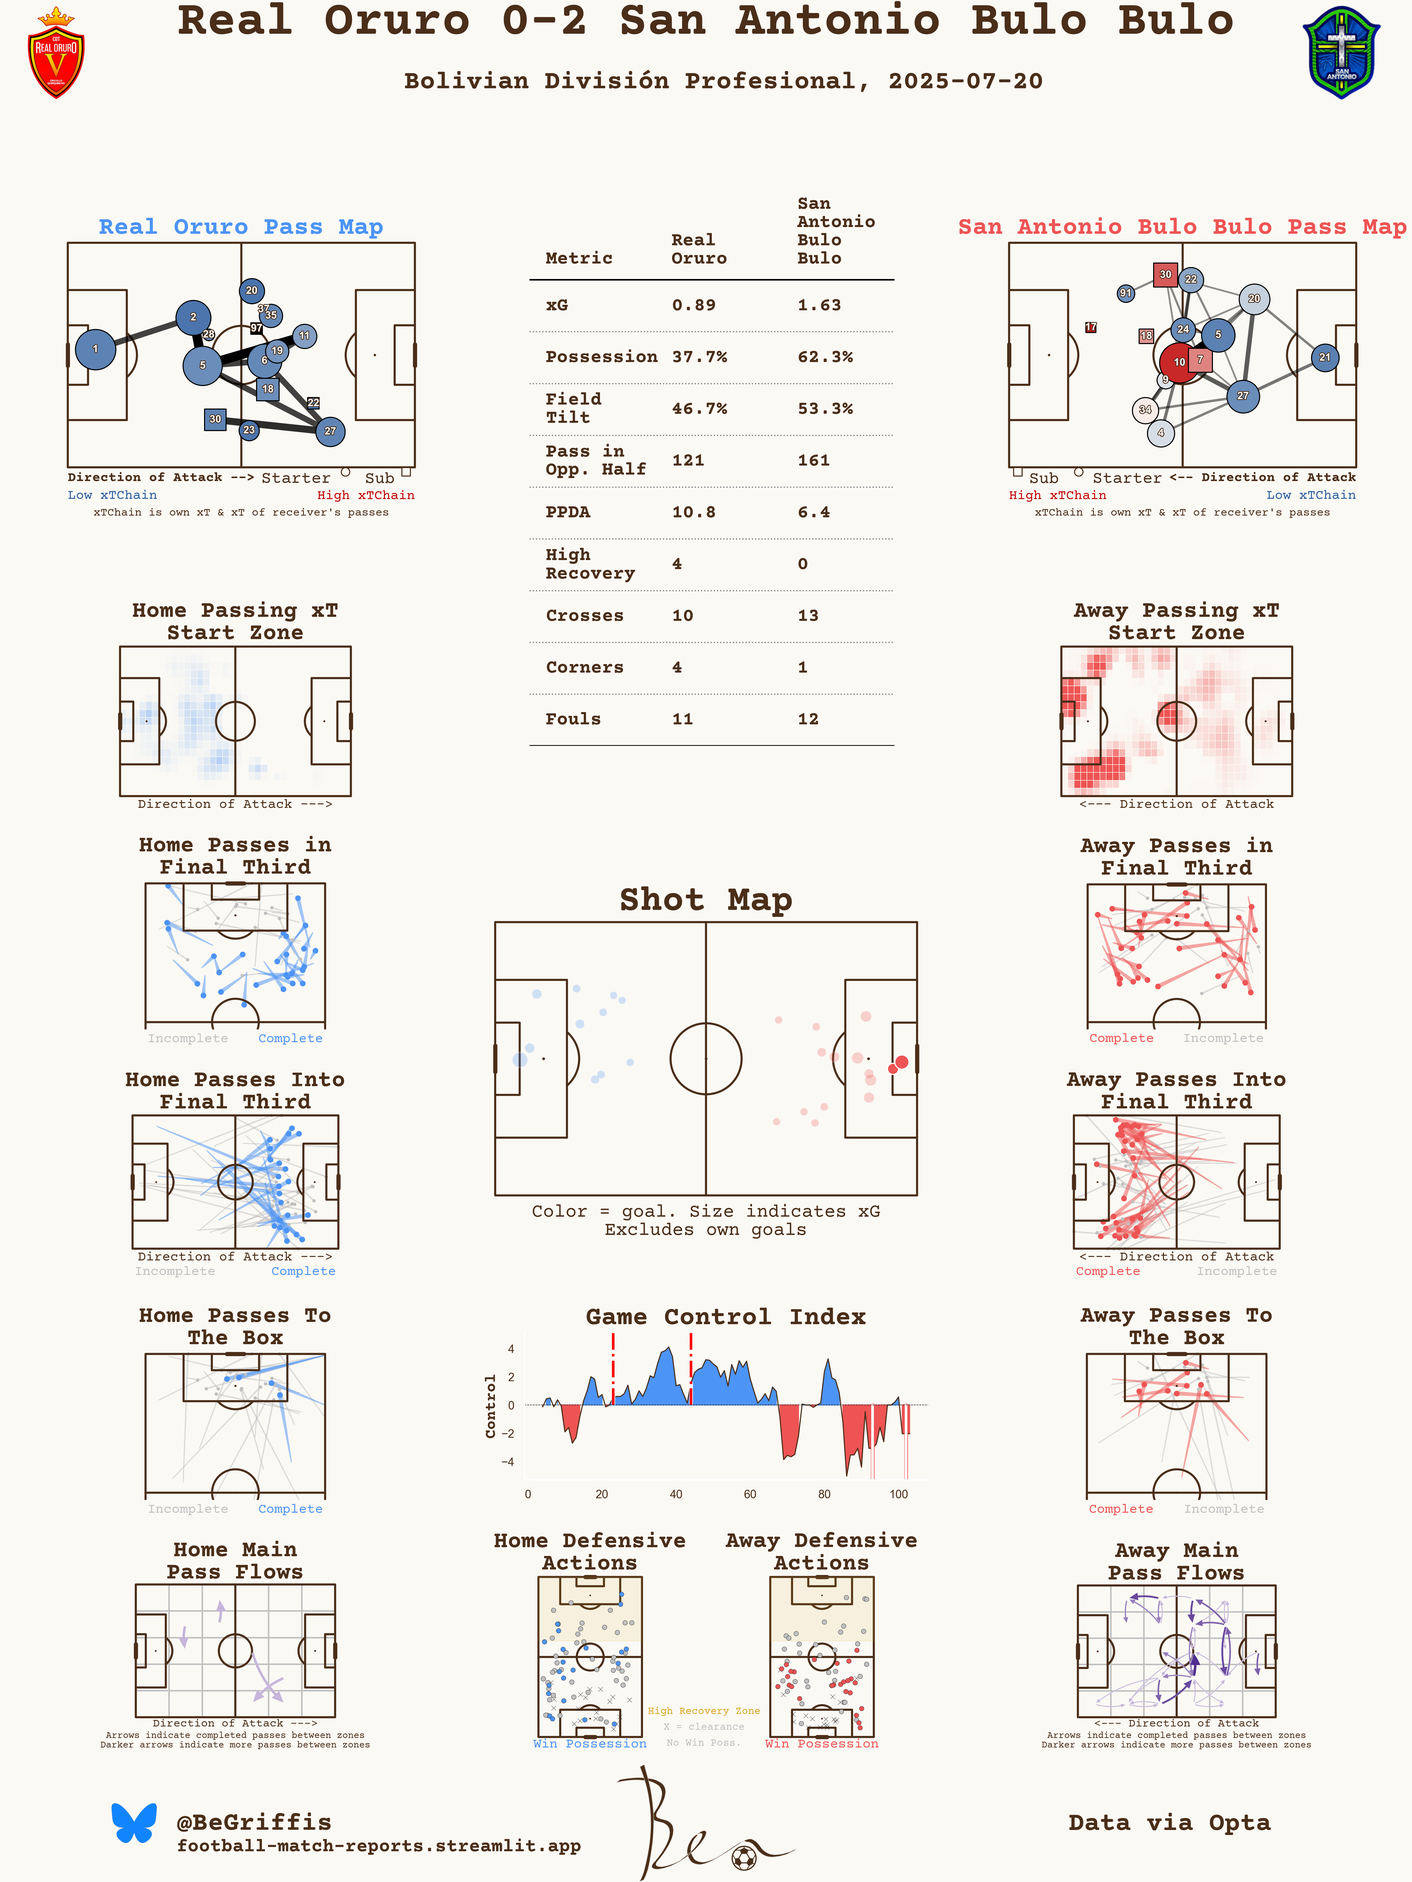 Real Oruro 0-2 San Antonio Bulo Bulo
Bolivian División Profesional, 2025-07-20
REAL ORURO
V
SAN
ANTONIO
Real Oruro Pass Map
1
2
28
5
20
37
35
97
11
19
6
18
22
30
23
27
Direction of Attack --> Starter Sub
Low xTChain High xTChain
xTChain is own xT & xT of receiver's passes
Metric Real Oruro San Antonio Bulo Bulo
xG 0.89 1.63
Possession 37.7% 62.3%
Field Tilt 46.7% 53.3%
Pass in Opp. Half 121 161
PPDA 10.8 6.4
High Recovery 4 0
Crosses 10 13
Corners 4 1
Fouls 11 12
San Antonio Bulo Bulo Pass Map
91
30
22
20
17
18
24
5
10
7
21
9
34
27
4
Sub Starter <-- Direction of Attack
High xTChain Low xTChain
xTChain is own xT & xT of receiver's passes
Home Passing xT
Start Zone
Direction of Attack --->
Away Passing xT
Start Zone
<--- Direction of Attack
Home Passes in
Final Third
Incomplete Complete
Away Passes in
Final Third
Complete Incomplete
Shot Map
Color = goal. Size indicates xG
Excludes own goals
Home Passes Into
Final Third
Direction of Attack --->
Incomplete Complete
Away Passes Into
Final Third
<--- Direction of Attack
Complete Incomplete
Home Passes To
The Box
Incomplete Complete
Game Control Index
Control
4
2
0
−2
−4
0 20 40 60 80 100
Away Passes To
The Box
Complete Incomplete
Home Main
Pass Flows
Direction of Attack --->
Arrows indicate completed passes between zones
Darker arrows indicate more passes between zones
Home Defensive
Actions
Win Possession
Away Defensive
Actions
Win Possession
High Recovery Zone
X = clearance
No Win Poss.
Away Main
Pass Flows
<--- Direction of Attack
Arrows indicate completed passes between zones
Darker arrows indicate more passes between zones
@BeGriffis
football-match-reports.streamlit.app
Ben
Data via Opta